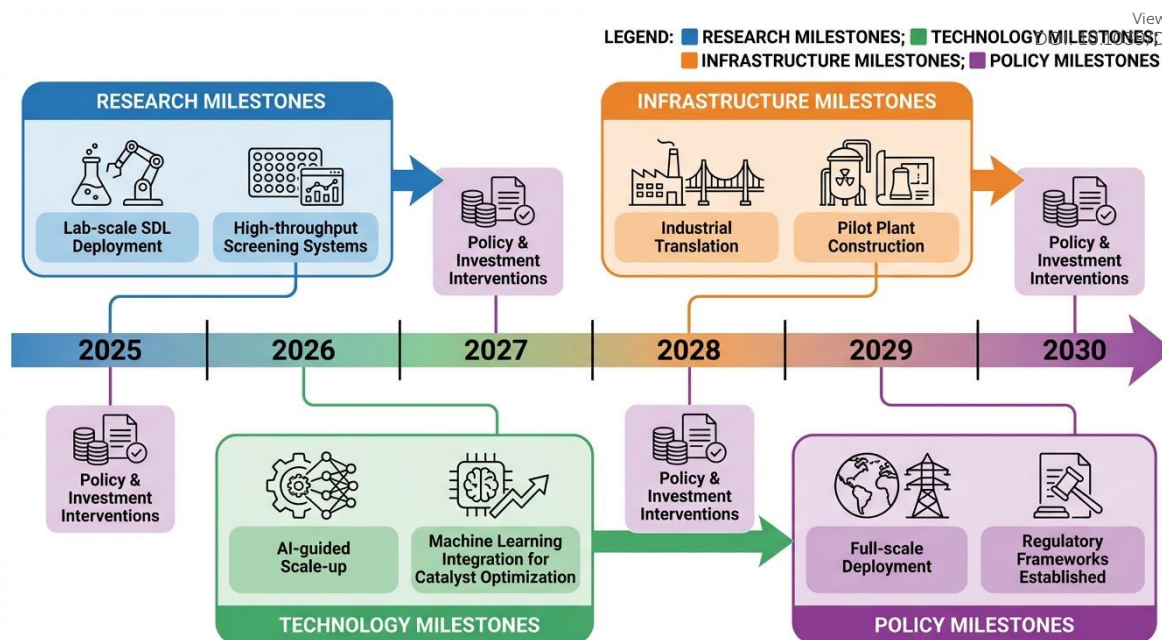 View
LEGEND: RESEARCH MILESTONES; TECHNOLOGY MILESTONES;
INFRASTRUCTURE MILESTONES; POLICY MILESTONES
RESEARCH MILESTONES
Lab-scale SDL
Deployment
High-throughput
Screening Systems
Policy &
Investment
Interventions
INFRASTRUCTURE MILESTONES
Industrial
Translation
Pilot Plant
Construction
Policy &
Investment
Interventions
2025 2026 2027 2028 2029 2030
Policy &
Investment
Interventions
AI-guided
Scale-up
Machine Learning
Integration for
Catalyst Optimization
TECHNOLOGY MILESTONES
Policy &
Investment
Interventions
Full-scale
Deployment
Regulatory
Frameworks
Established
POLICY MILESTONES